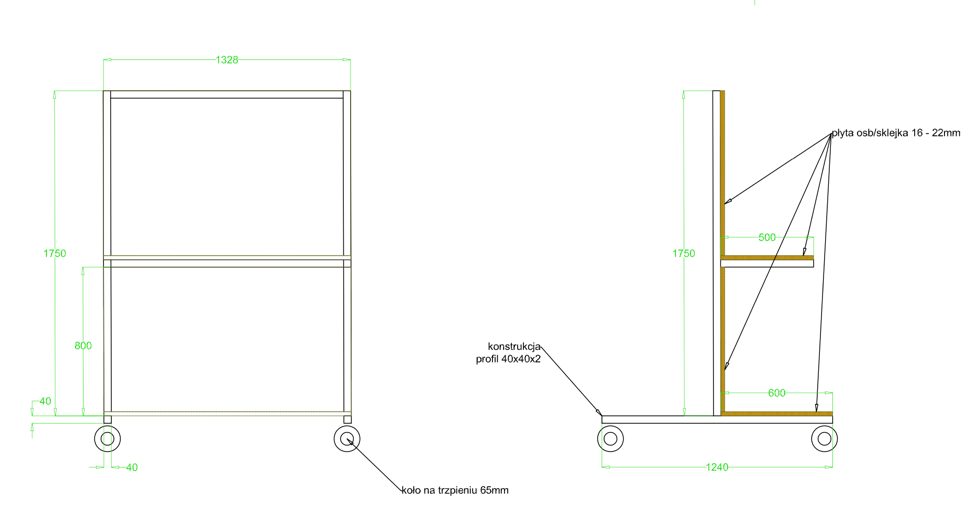 1328
1750
800
40
40
koło na trzpieniu 65mm
płyta osb/sklejka 16 - 22mm
500
1750
konstrukcja
profil 40x40x2
600
1240